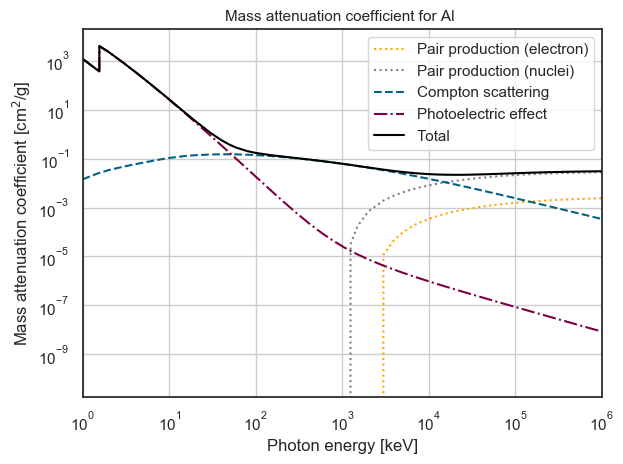 Mass attenuation coefficient for Al
Mass attenuation coefficient [cm²/g]
10³
10¹
10⁻¹
10⁻³
10⁻⁵
10⁻⁷
10⁻⁹
Pair production (electron)
Pair production (nuclei)
Compton scattering
Photoelectric effect
Total
10⁰ 10¹ 10² 10³ 10⁴ 10⁵ 10⁶
Photon energy [keV]